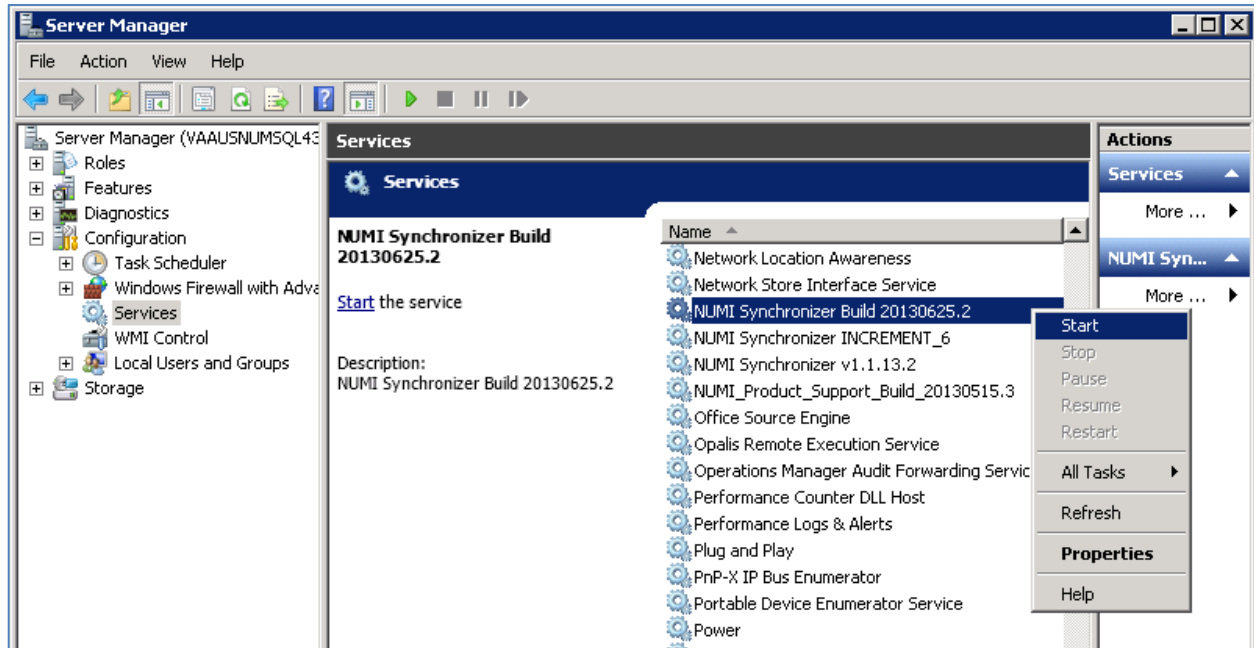 Server Manager
File Action View Help
Server Manager (VAAUSNUMSQL43
Roles
Features
Diagnostics
Configuration
Task Scheduler
Windows Firewall with Adva
Services
WMI Control
Local Users and Groups
Storage
Services
Services
NUMI Synchronizer Build
20130625.2
Start the service
Description:
NUMI Synchronizer Build 20130625.2
Name
Network Location Awareness
Network Store Interface Service
NUMI Synchronizer Build 20130625.2
NUMI Synchronizer INCREMENT_6
NUMI Synchronizer v1.1.13.2
NUMI_Product_Support_Build_20130515.3
Office Source Engine
Opalis Remote Execution Service
Operations Manager Audit Forwarding Servic
Performance Counter DLL Host
Performance Logs & Alerts
Plug and Play
PnP-X IP Bus Enumerator
Portable Device Enumerator Service
Power
Start
Stop
Pause
Resume
Restart
All Tasks
Refresh
Properties
Help
Actions
Services
More ...
NUMI Syn...
More ...